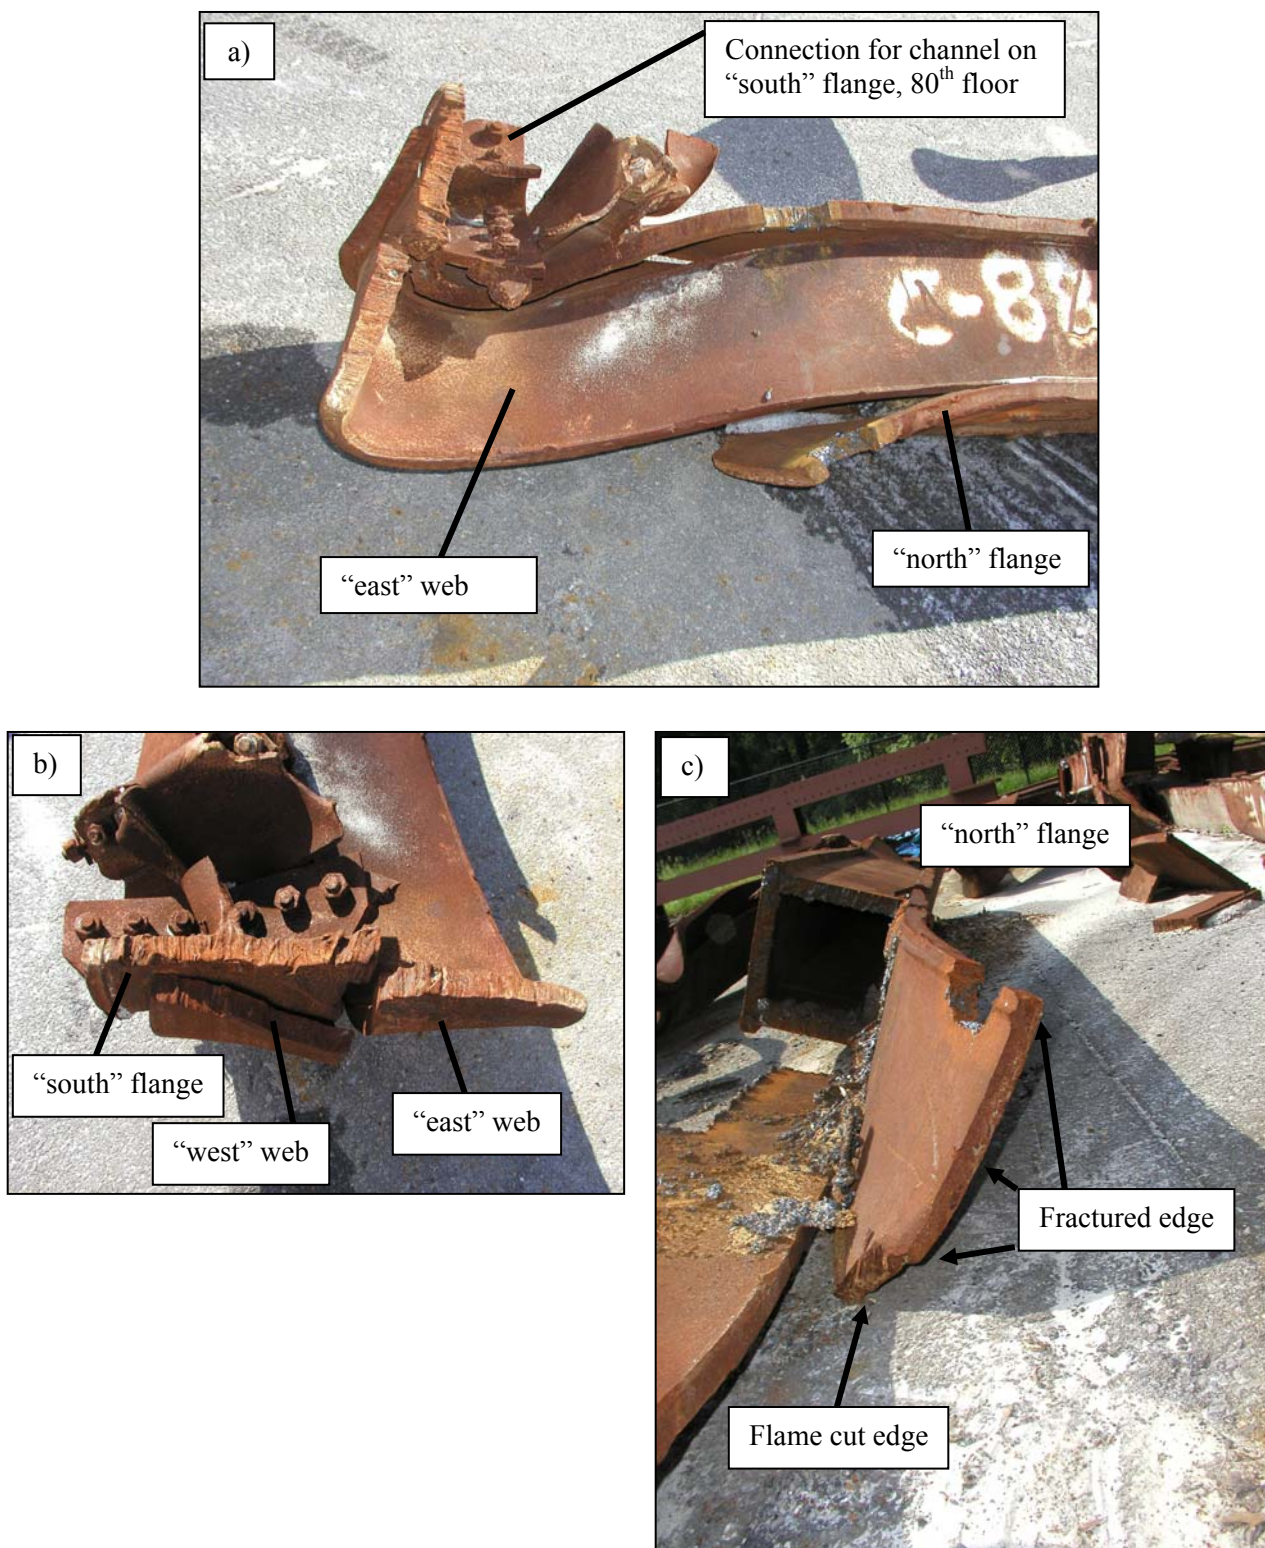 a)
Connection for channel on
“south” flange, 80th floor
C-88
“east” web
“north” flange
b)
“south” flange
“west” web
“east” web
c)
“north” flange
Fractured edge
Flame cut edge